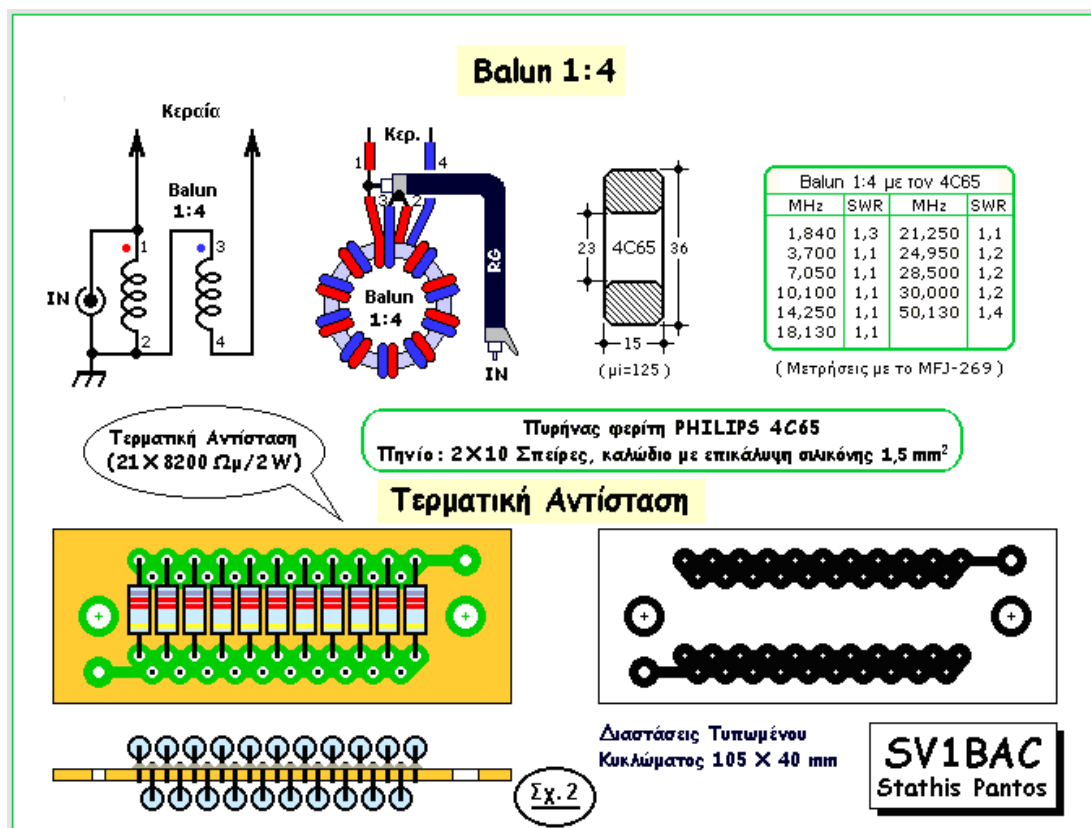 Balun 1:4
Κεραία
Balun
1:4
1
3
IN
2
4
Κερ.
1
4
3
2
RG
Balun
1:4
IN
23
4C65
36
15
(μi=125)
Balun 1:4 με τον 4C65
MHz SWR MHz SWR
1,840 1,3 21,250 1,1
3,700 1,1 24,950 1,2
7,050 1,1 28,500 1,2
10,100 1,1 30,000 1,2
14,250 1,1 50,130 1,4
18,130 1,1
(Μετρήσεις με το MFJ-269)
Τερματική Αντίσταση
(21X8200 Ωμ/2W)
Πυρήνας φερίτη PHILIPS 4C65
Πηνίο: 2X10 Σπείρες, καλώδιο με επικάλυψη σιλικόνης 1,5 mm²
Τερματική Αντίσταση
Διαστάσεις Τυπωμένου
Κυκλώματος 105 X 40 mm
Σχ.2
SV1BAC
Stathis Pantos